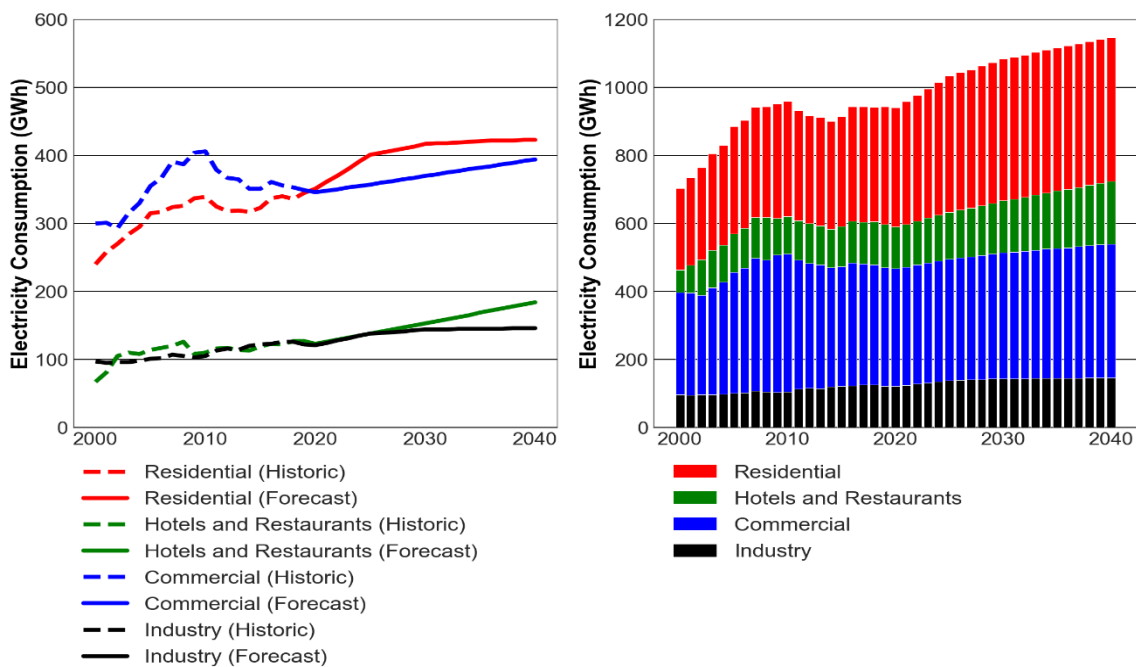 Electricity Consumption (GWh)
600
500
400
300
200
100
0
2000 2010 2020 2030 2040
Residential (Historic)
Residential (Forecast)
Hotels and Restaurants (Historic)
Hotels and Restaurants (Forecast)
Commercial (Historic)
Commercial (Forecast)
Industry (Historic)
Industry (Forecast)
Electricity Consumption (GWh)
1200
1000
800
600
400
200
0
2000 2010 2020 2030 2040
Residential
Hotels and Restaurants
Commercial
Industry